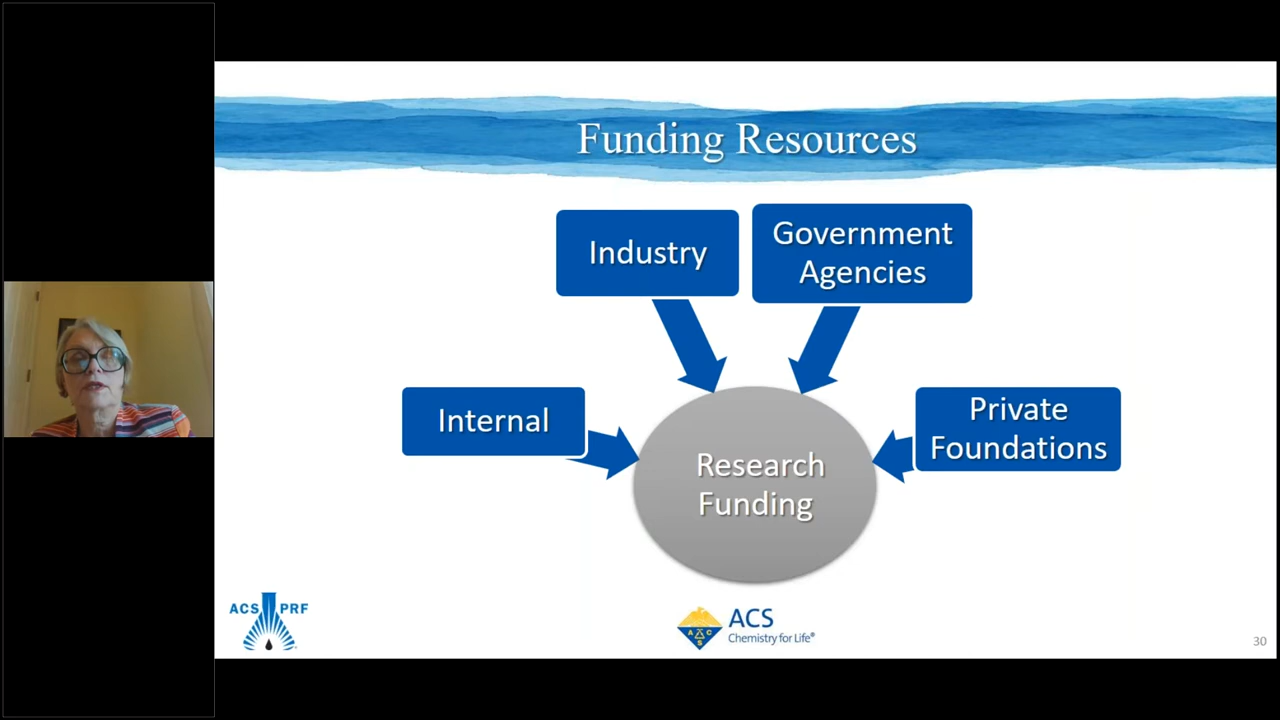 Funding Resources
Industry
Government
Agencies
Internal
Private
Foundations
Research
Funding
ACS PRF
ACS
Chemistry for Life®
30